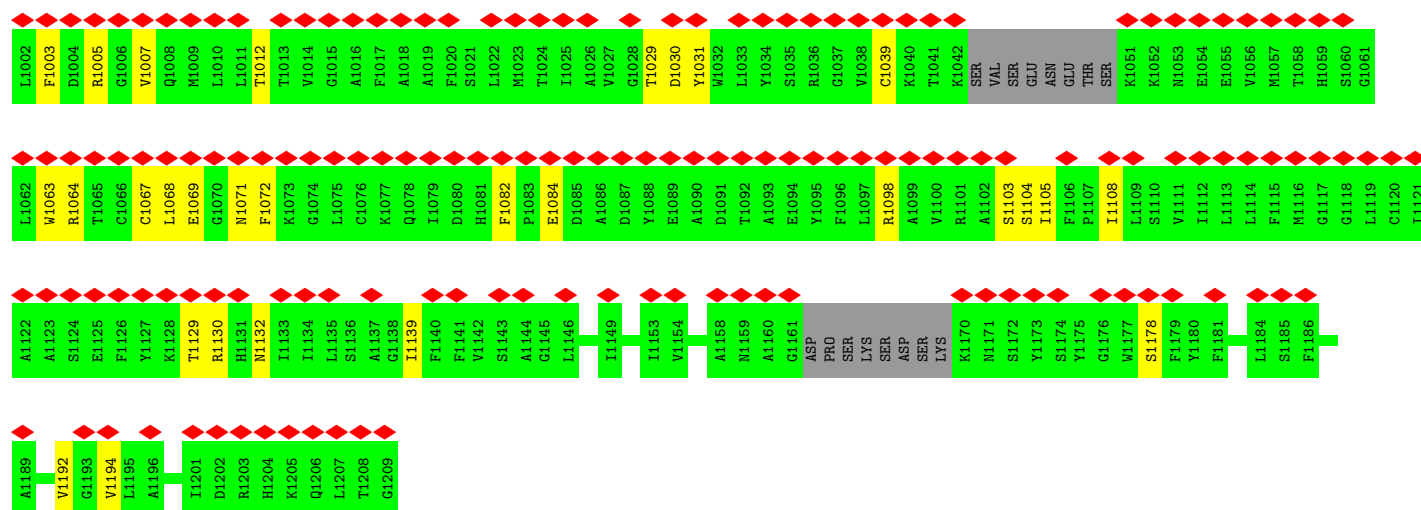 L1002 F1003 D1004 R1005 G1006 V1007 Q1008 M1009 L1010 L1011 T1012 T1013 V1014 G1015 A1016 F1017 A1018 A1019 F1020 S1021 L1022 M1023 T1024 I1025 A1026 V1027 G1028 T1029 D1030 Y1031 W1032 L1033 Y1034 S1035 R1036 G1037 V1038 C1039 K1040 T1041 K1042 SER VAL SER GLU ASN GLU THR SER K1051 K1052 N1053 E1054 E1055 V1056 M1057 T1058 H1059 S1060 G1061
L1062 W1063 R1064 T1065 C1066 C1067 L1068 E1069 G1070 N1071 F1072 K1073 G1074 L1075 C1076 K1077 Q1078 I1079 D1080 H1081 F1082 P1083 E1084 D1085 A1086 D1087 Y1088 E1089 A1090 D1091 T1092 A1093 E1094 Y1095 F1096 L1097 R1098 A1099 V1100 R1101 A1102 S1103 S1104 I1105 F1106 P1107 I1108 L1109 S1110 V1111 I1112 L1113 L1114 F1115 M1116 G1117 G1118 L1119 C1120 I1121
A1122 A1123 S1124 E1125 F1126 Y1127 K1128 T1129 R1130 H1131 N1132 I1133 I1134 L1135 S1136 A1137 G1138 I1139 F1140 F1141 V1142 S1143 A1144 G1145 L1146 I1149 I1153 V1154 A1158 N1159 A1160 G1161 ASP PRO SER LYS SER ASP SER LYS K1170 N1171 S1172 Y1173 S1174 Y1175 G1176 W1177 S1178 F1179 Y1180 F1181 L1184 S1185 F1186
A1189 V1192 G1193 V1194 L1195 A1196 I1201 D1202 R1203 H1204 K1205 Q1206 L1207 T1208 G1209